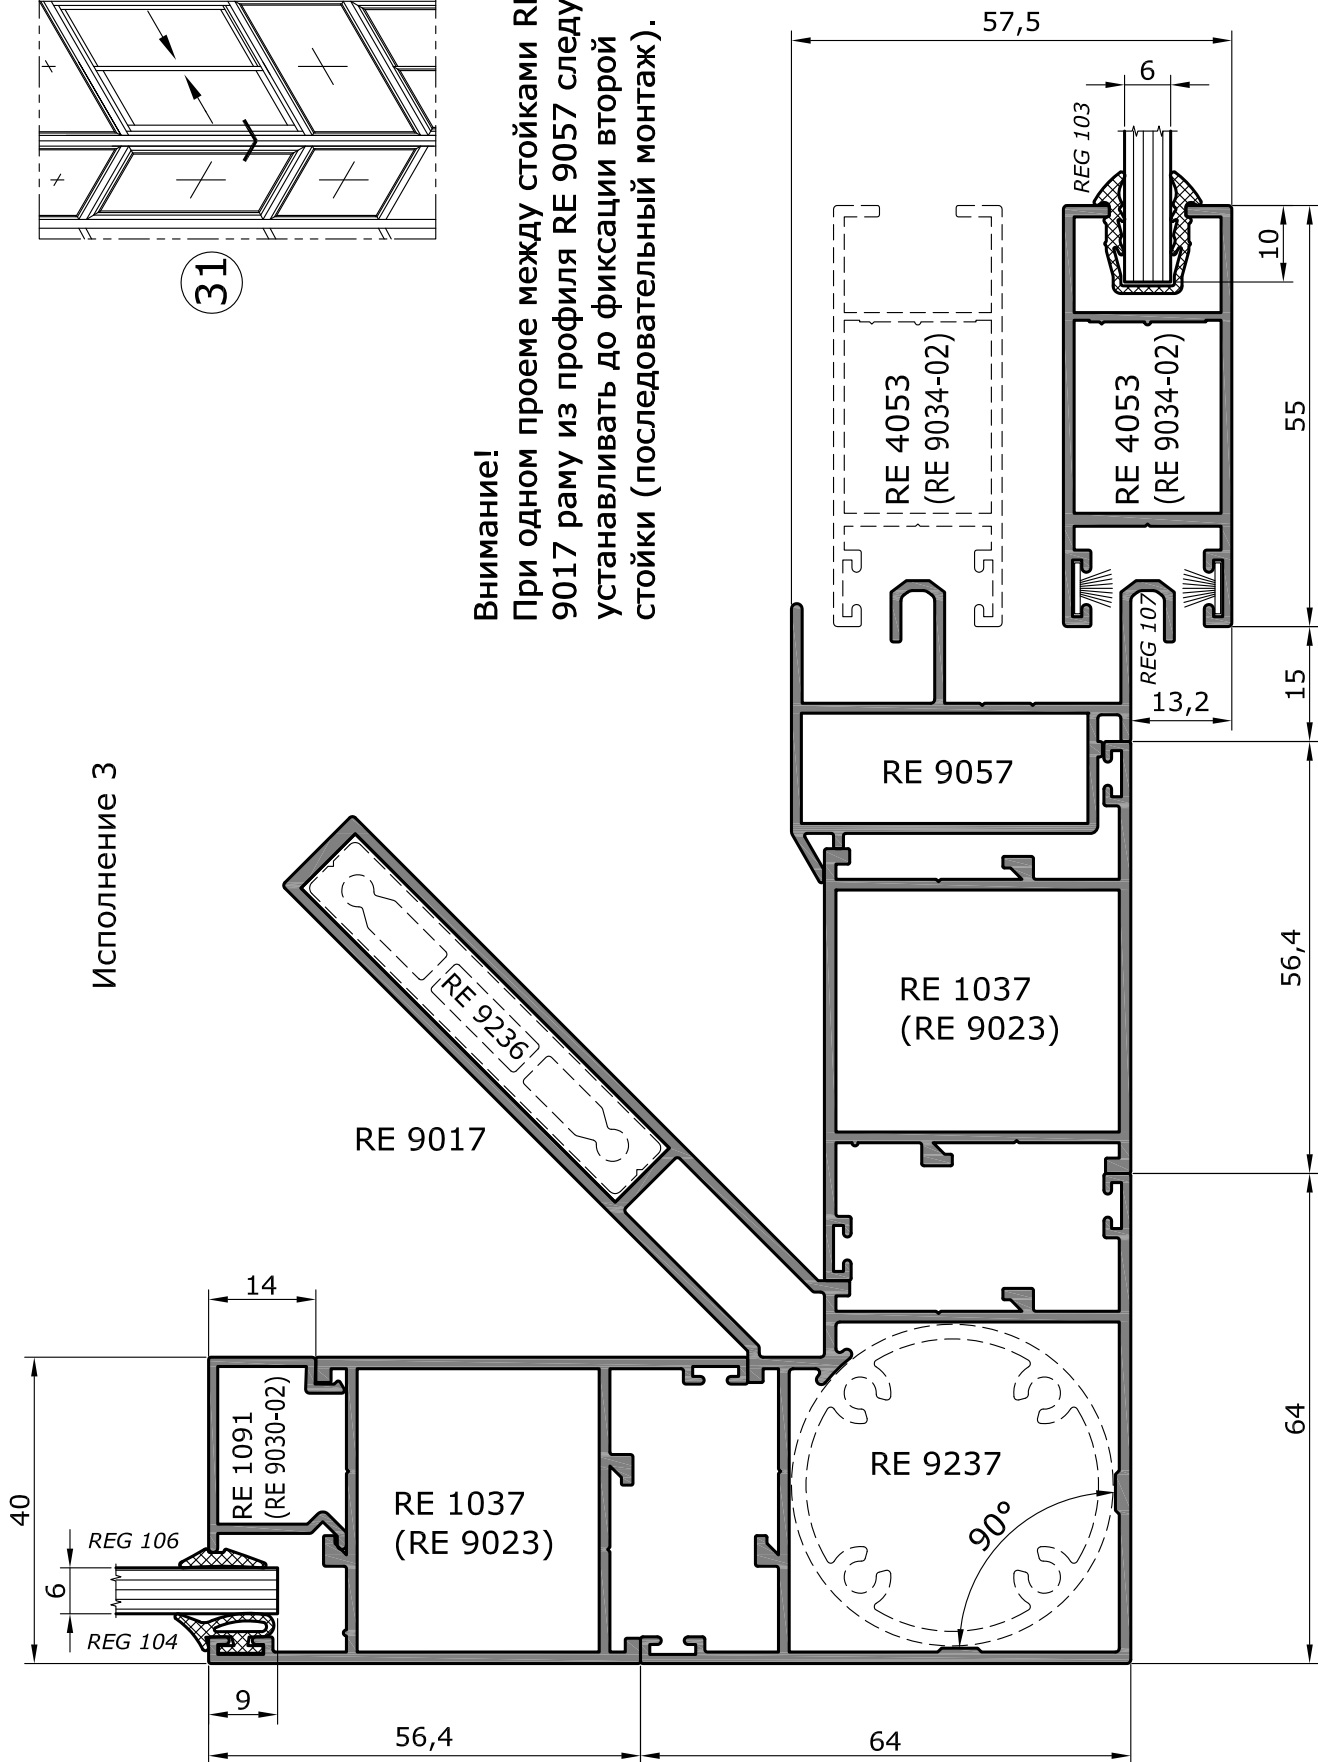 31
Внимание!
При одном проеме между стойками
9017 раму из профиля RE 9057
устанавливать до фиксации второй
стойки (последовательный монтаж).
Исполнение 3
57,5
6
REG 103
10
RE 4053
(RE 9034-02)
RE 4053
(RE 9034-02)
55
REG 107
15
13,2
RE 9057
RE 9236
RE 1037
(RE 9023)
56,4
RE 9017
14
RE 1091
(RE 9030-02)
40
RE 9237
64
RE 1037
(RE 9023)
90°
REG 106
6
REG 104
9
56,4
64